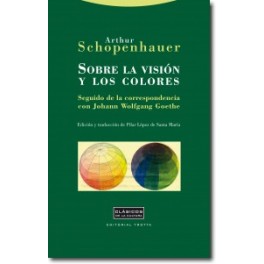 Arthur
Schopenhauer
SOBRE LA VISIÓN
Y LOS COLORES
Seguido de la correspondencia
con Johann Wolfgang Goethe
Edición y traducción de Pilar López de Santa María
CLÁSICOS
DE LA CULTURA
EDITORIAL TROTTA